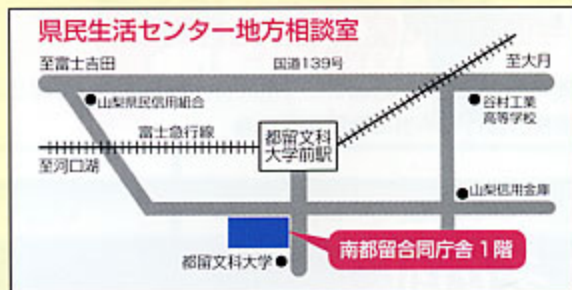 県民生活センター地方相談室
至富士吉田
国道139号
至大月
山梨県民信用組合
谷村工業
高等学校
富士急行線
都留文科
大学前駅
至河口湖
山梨信用金庫
南都留合同庁舎1階
都留文科大学